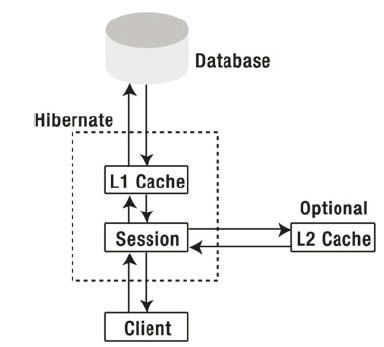 Database
Hibernate
L1 Cache
Optional
Session
L2 Cache
Client